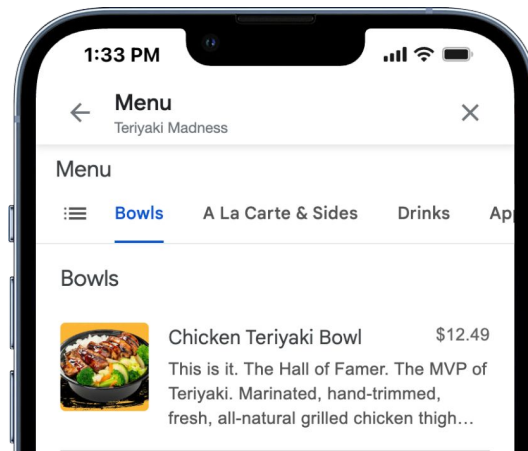 1:33 PM
Menu
Teriyaki Madness
Menu
Bowls A La Carte & Sides Drinks
Bowls
Chicken Teriyaki Bowl $12.49
This is it. The Hall of Famer. The MVP of
Teriyaki. Marinated, hand-trimmed,
fresh, all-natural grilled chicken thigh…